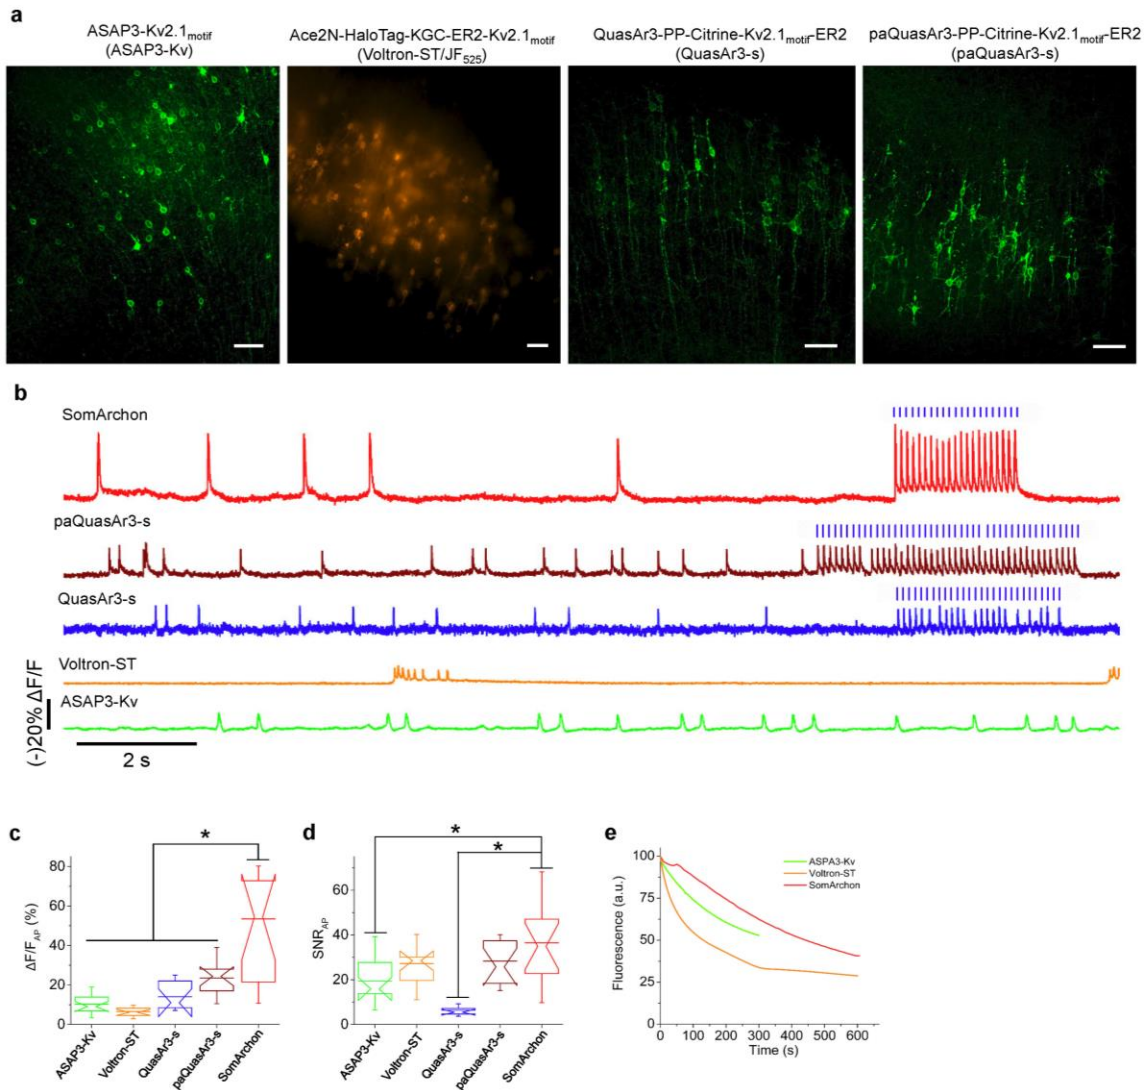 a
ASAP3-Kv2.1motif
(ASAP3-Kv)
Ace2N-HaloTag-KGC-ER2-Kv2.1motif
(Voltron-ST/JF525)
QuasAr3-PP-Citrine-Kv2.1motif-ER2
(QuasAr3-s)
paQuasAr3-PP-Citrine-Kv2.1motif-ER2
(paQuasAr3-s)
b
SomArchon
paQuasAr3-s
QuasAr3-s
Voltron-ST
ASAP3-Kv
(-)20% ΔF/F
2 s
c
*
ΔF/FAP (%)
80
60
40
20
0
ASAP3-Kv
Voltron-ST
QuasAr3-s
paQuasAr3-s
SomArchon
d
*
*
SNRAP
60
40
20
0
ASAP3-Kv
Voltron-ST
QuasAr3-s
paQuasAr3-s
SomArchon
e
Fluorescence (a.u.)
100
75
50
25
0
ASPA3-Kv
Voltron-ST
SomArchon
0 100 200 300 400 500 600
Time (s)